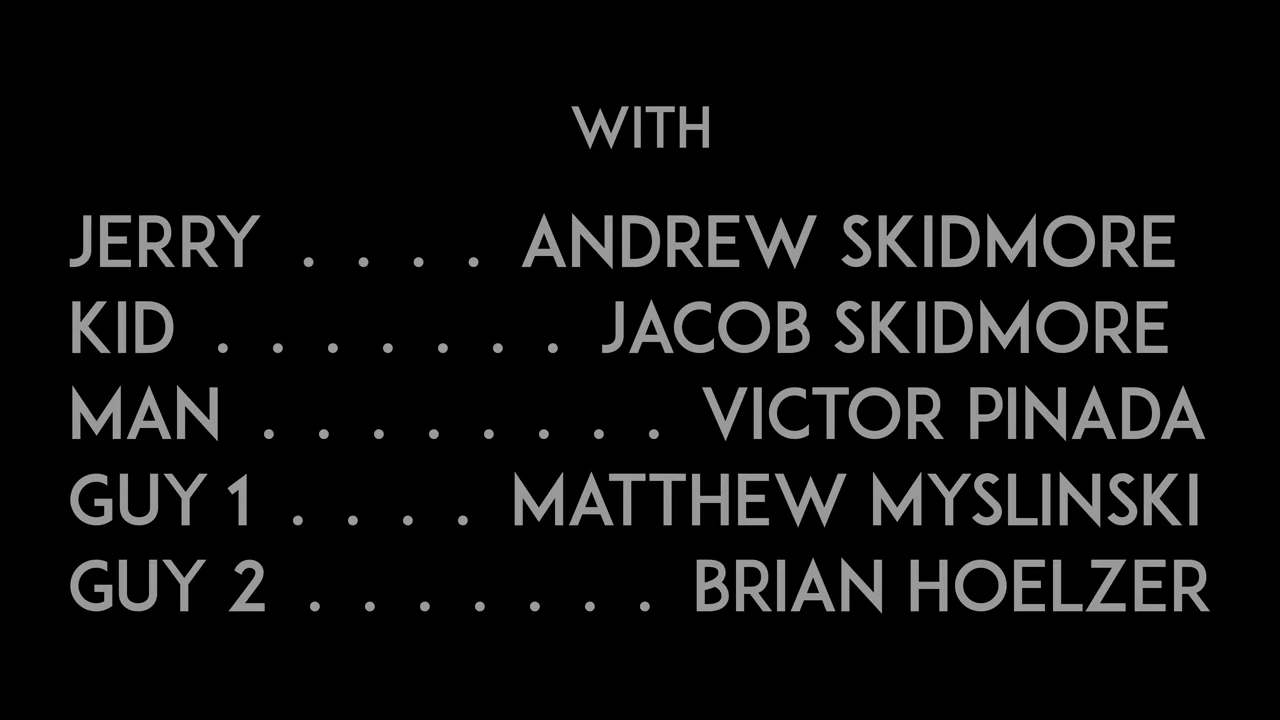 WITH
JERRY . . . . ANDREW SKIDMORE
KID . . . . . . . JACOB SKIDMORE
MAN . . . . . . . . VICTOR PINADA
GUY 1 . . . . MATTHEW MYSLINSKI
GUY 2 . . . . . . . BRIAN HOELZER